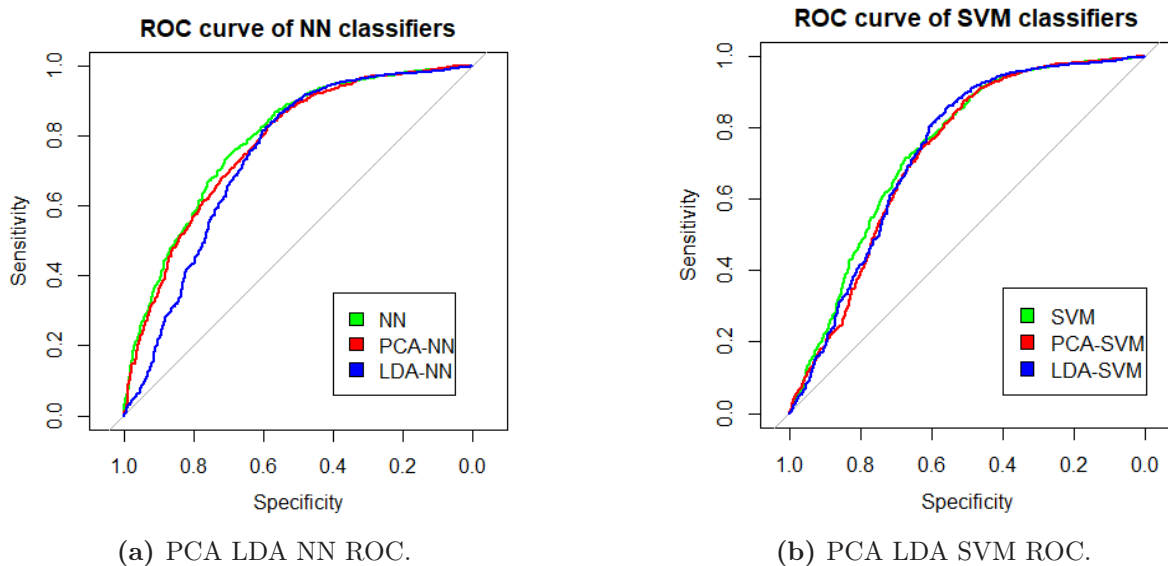 ROC curve of NN classifiers
Sensitivity
1.0
0.8
0.6
0.4
0.2
0.0
NN
PCA-NN
LDA-NN
1.0 0.8 0.6 0.4 0.2 0.0
Specificity
(a) PCA LDA NN ROC.
ROC curve of SVM classifiers
Sensitivity
1.0
0.8
0.6
0.4
0.2
0.0
SVM
PCA-SVM
LDA-SVM
1.0 0.8 0.6 0.4 0.2 0.0
Specificity
(b) PCA LDA SVM ROC.